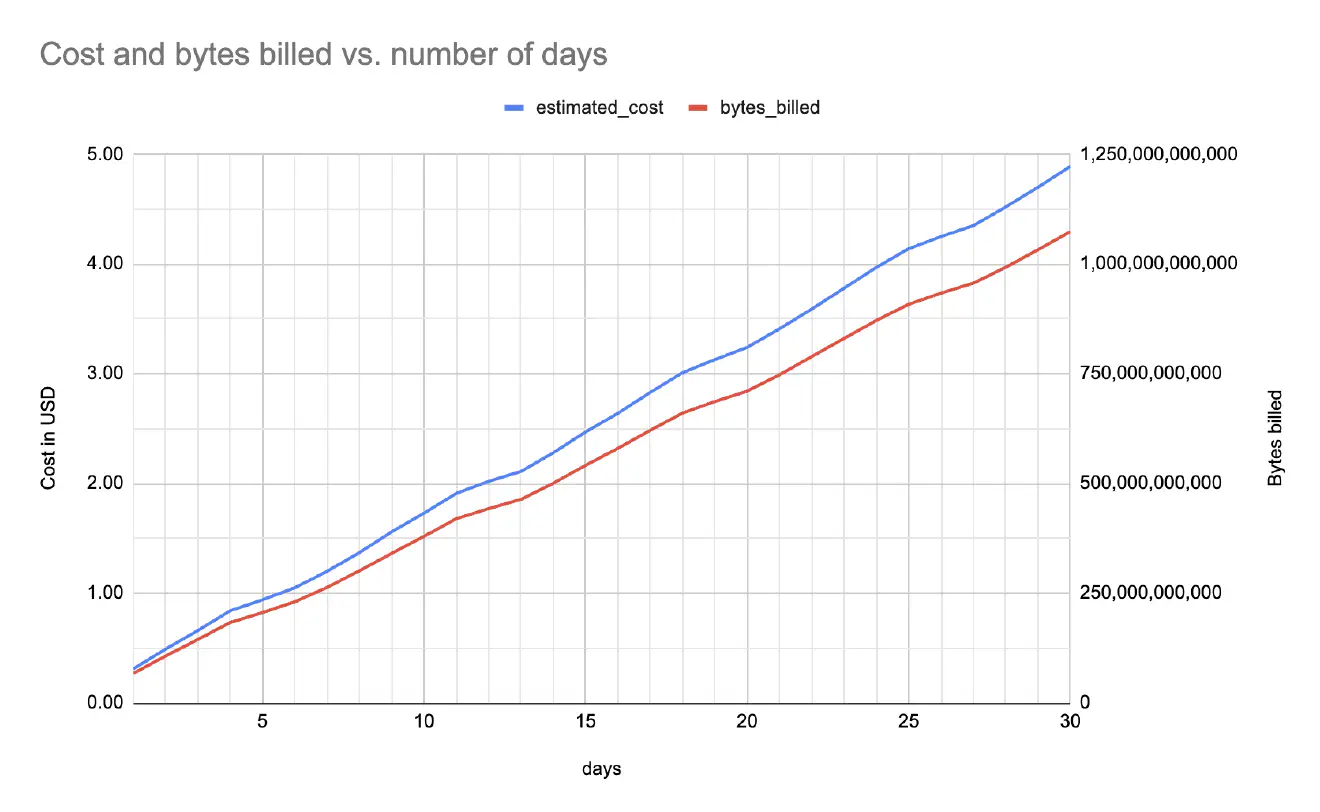 Cost and bytes billed vs. number of days
estimated_cost bytes_billed
5.00 1,250,000,000,000
4.00 1,000,000,000,000
3.00 750,000,000,000
Cost in USD
Bytes billed
2.00 500,000,000,000
1.00 250,000,000,000
0.00 0
5 10 15 20 25 30
days